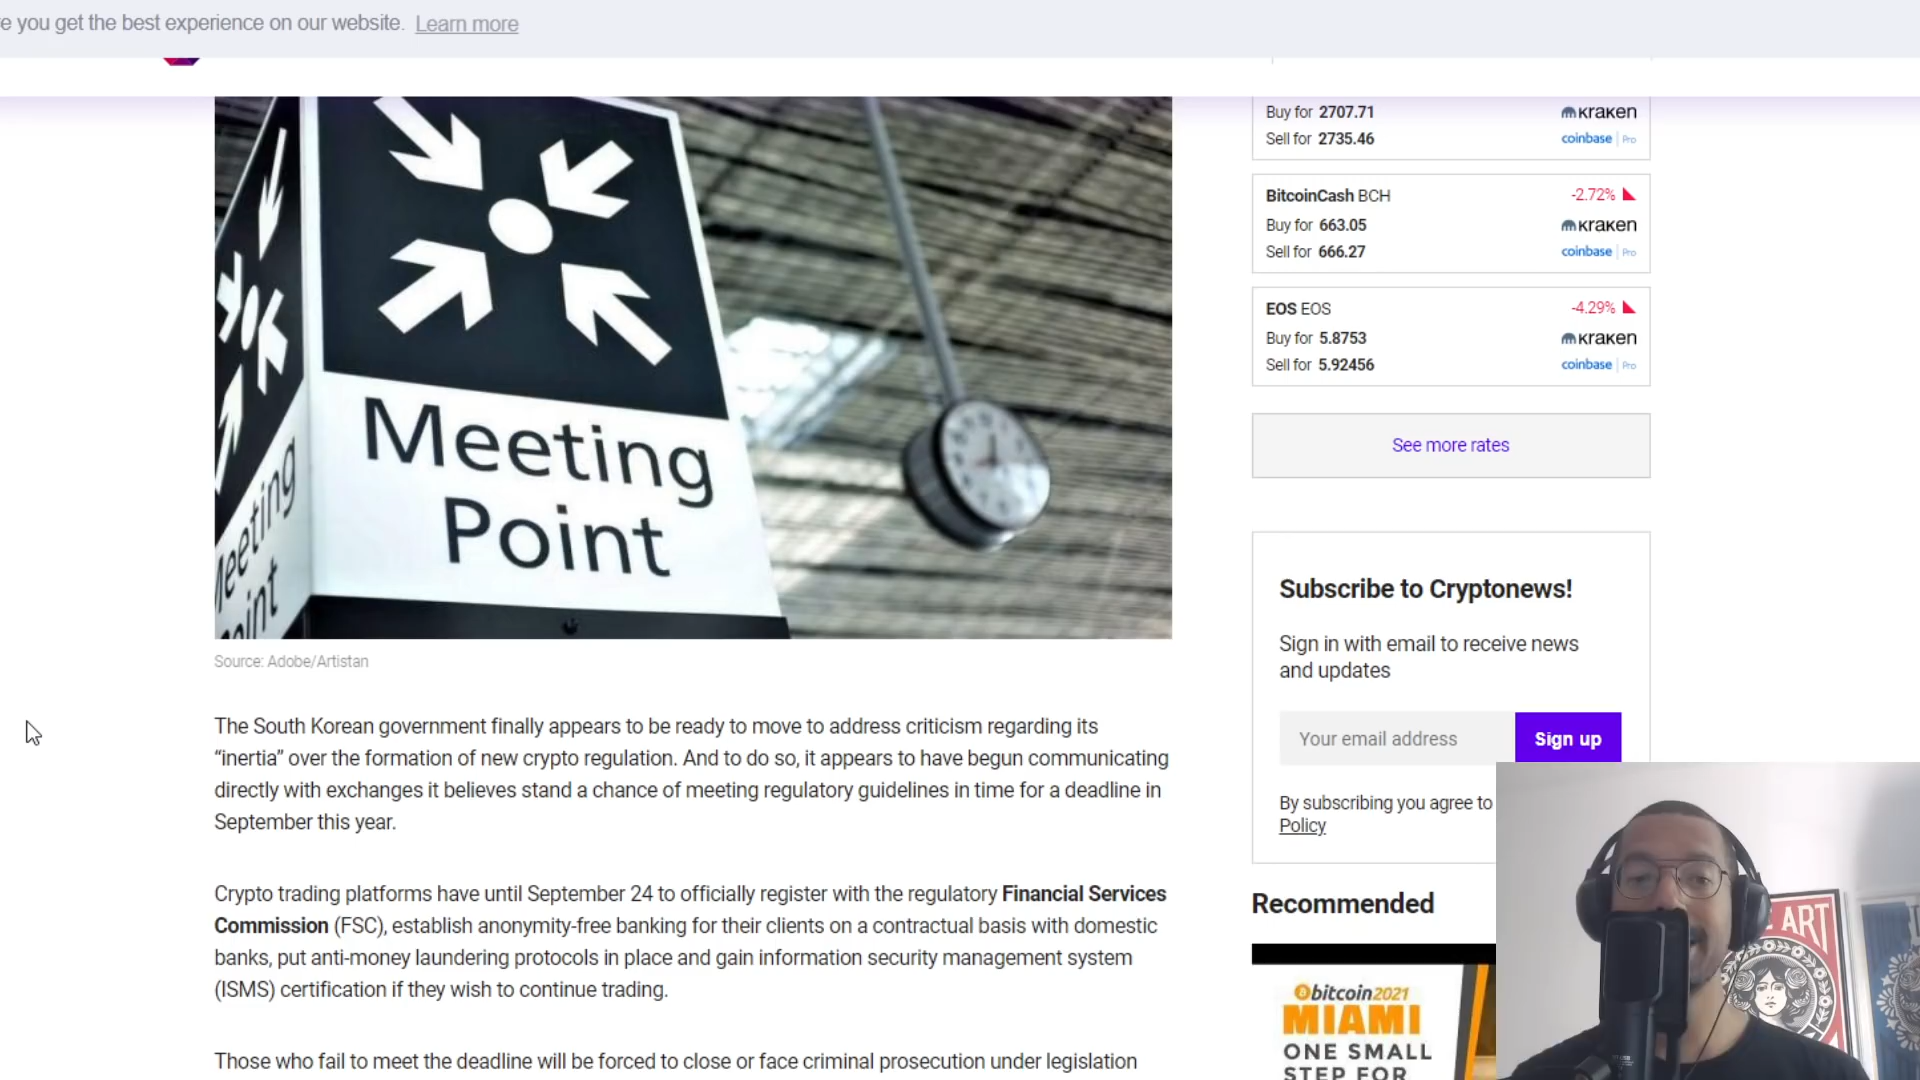 e you get the best experience on our website. Learn more
Buy for 2707.71 KRAKEN
Sell for 2735.46 coinbase Pro
BitcoinCash BCH -2.72%
Buy for 663.05 KRAKEN
Sell for 666.27 coinbase Pro
EOS EOS -4.29%
Buy for 5.8753 KRAKEN
Sell for 5.92456 coinbase Pro
See more rates
Meeting
Point
Meeting
Point
Source: Adobe/Artistan
The South Korean government finally appears to be ready to move to address criticism regarding its
“inertia” over the formation of new crypto regulation. And to do so, it appears to have begun communicating
directly with exchanges it believes stand a chance of meeting regulatory guidelines in time for a deadline in
September this year.
Crypto trading platforms have until September 24 to officially register with the regulatory Financial Services
Commission (FSC), establish anonymity-free banking for their clients on a contractual basis with domestic
banks, put anti-money laundering protocols in place and gain information security management system
(ISMS) certification if they wish to continue trading.
Those who fail to meet the deadline will be forced to close or face criminal prosecution under legislation
Subscribe to Cryptonews!
Sign in with email to receive news
and updates
Your email address Sign up
By subscribing you agree to
Policy
Recommended
bitcoin2021
MIAMI
ONE SMALL
STEP FOR
ART